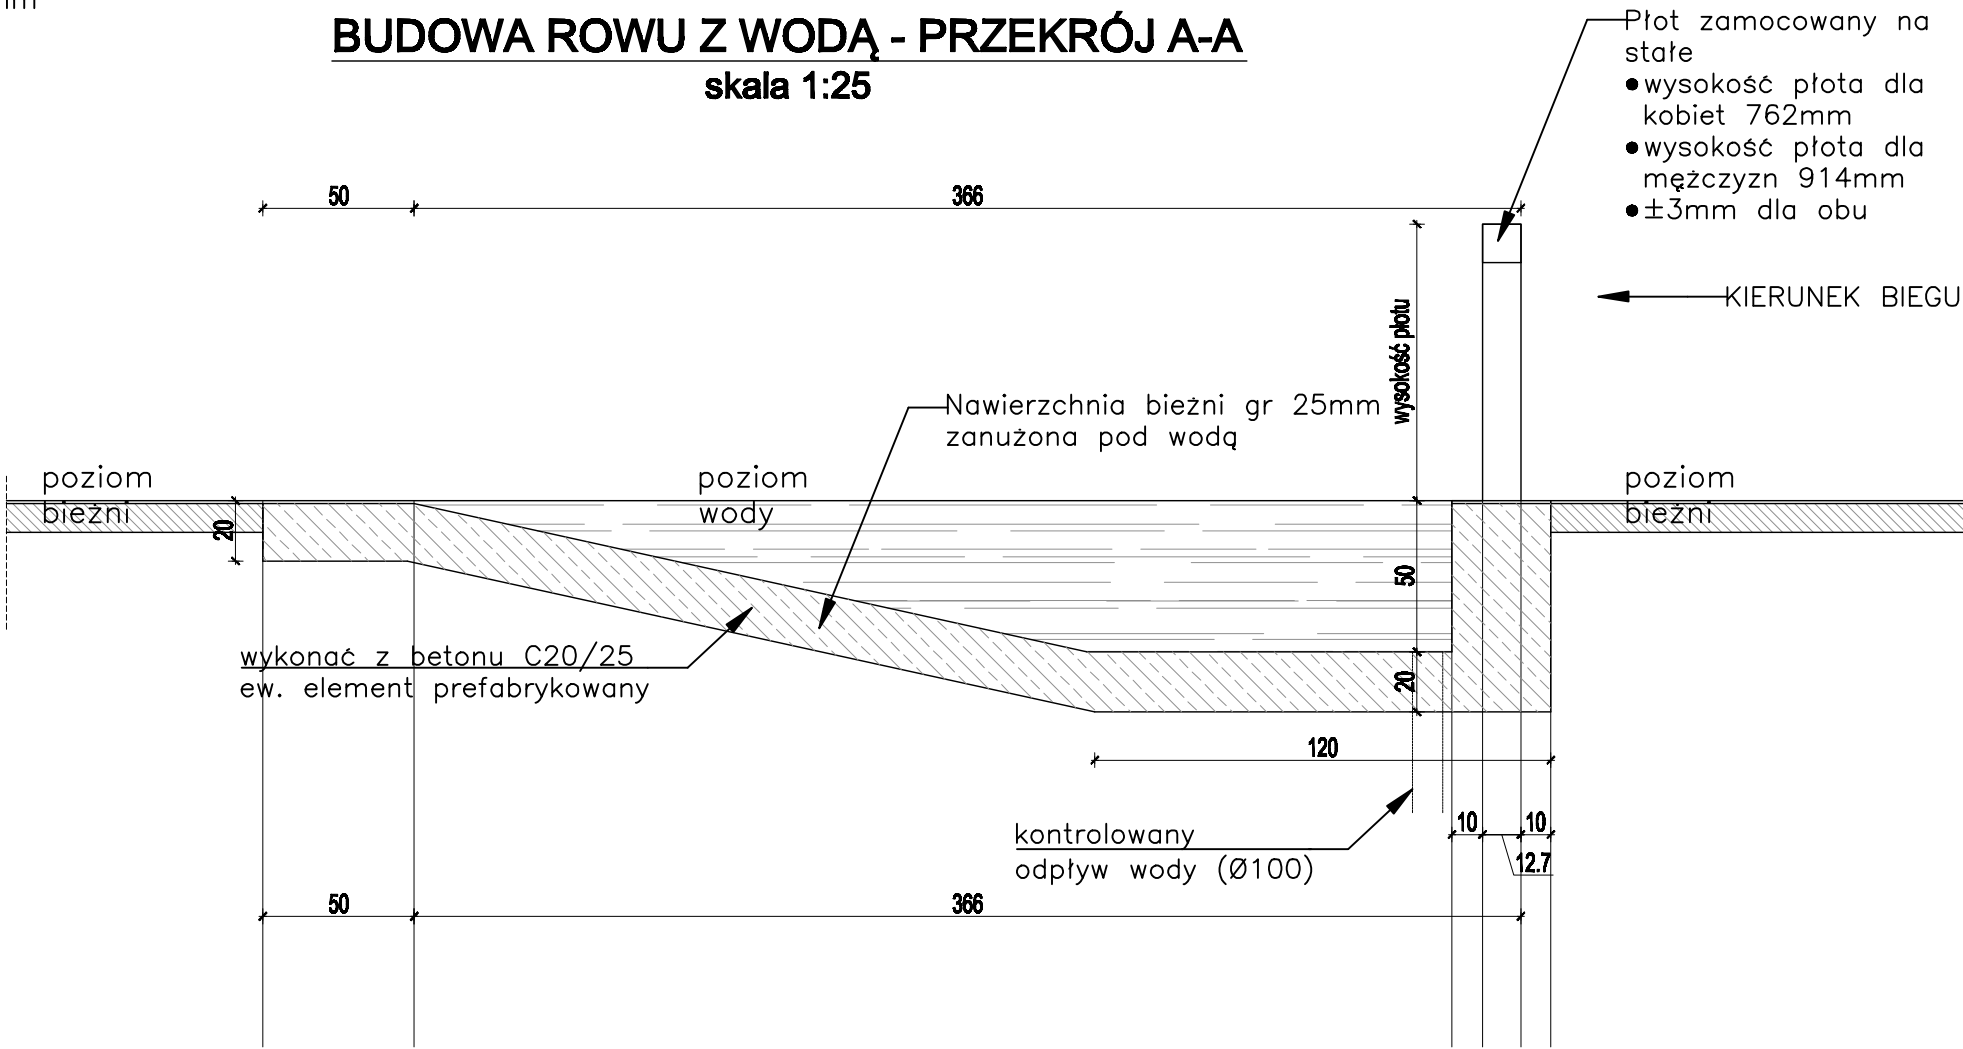 BUDOWA ROWU Z WODĄ - PRZEKRÓJ A-A
skala 1:25
Płot zamocowany na
stałe
●wysokość płota dla
kobiet 762mm
●wysokość płota dla
mężczyzn 914mm
●±3mm dla obu
50
366
KIERUNEK BIEGU
wysokość płotu
Nawierzchnia bieżni gr 25mm
zanużona pod wodą
poziom
bieżni
poziom
wody
poziom
bieżni
20
50
20
wykonać z betonu C20/25
ew. element prefabrykowany
120
kontrolowany
odpływ wody (Ø100)
10
10
12.7
50
366